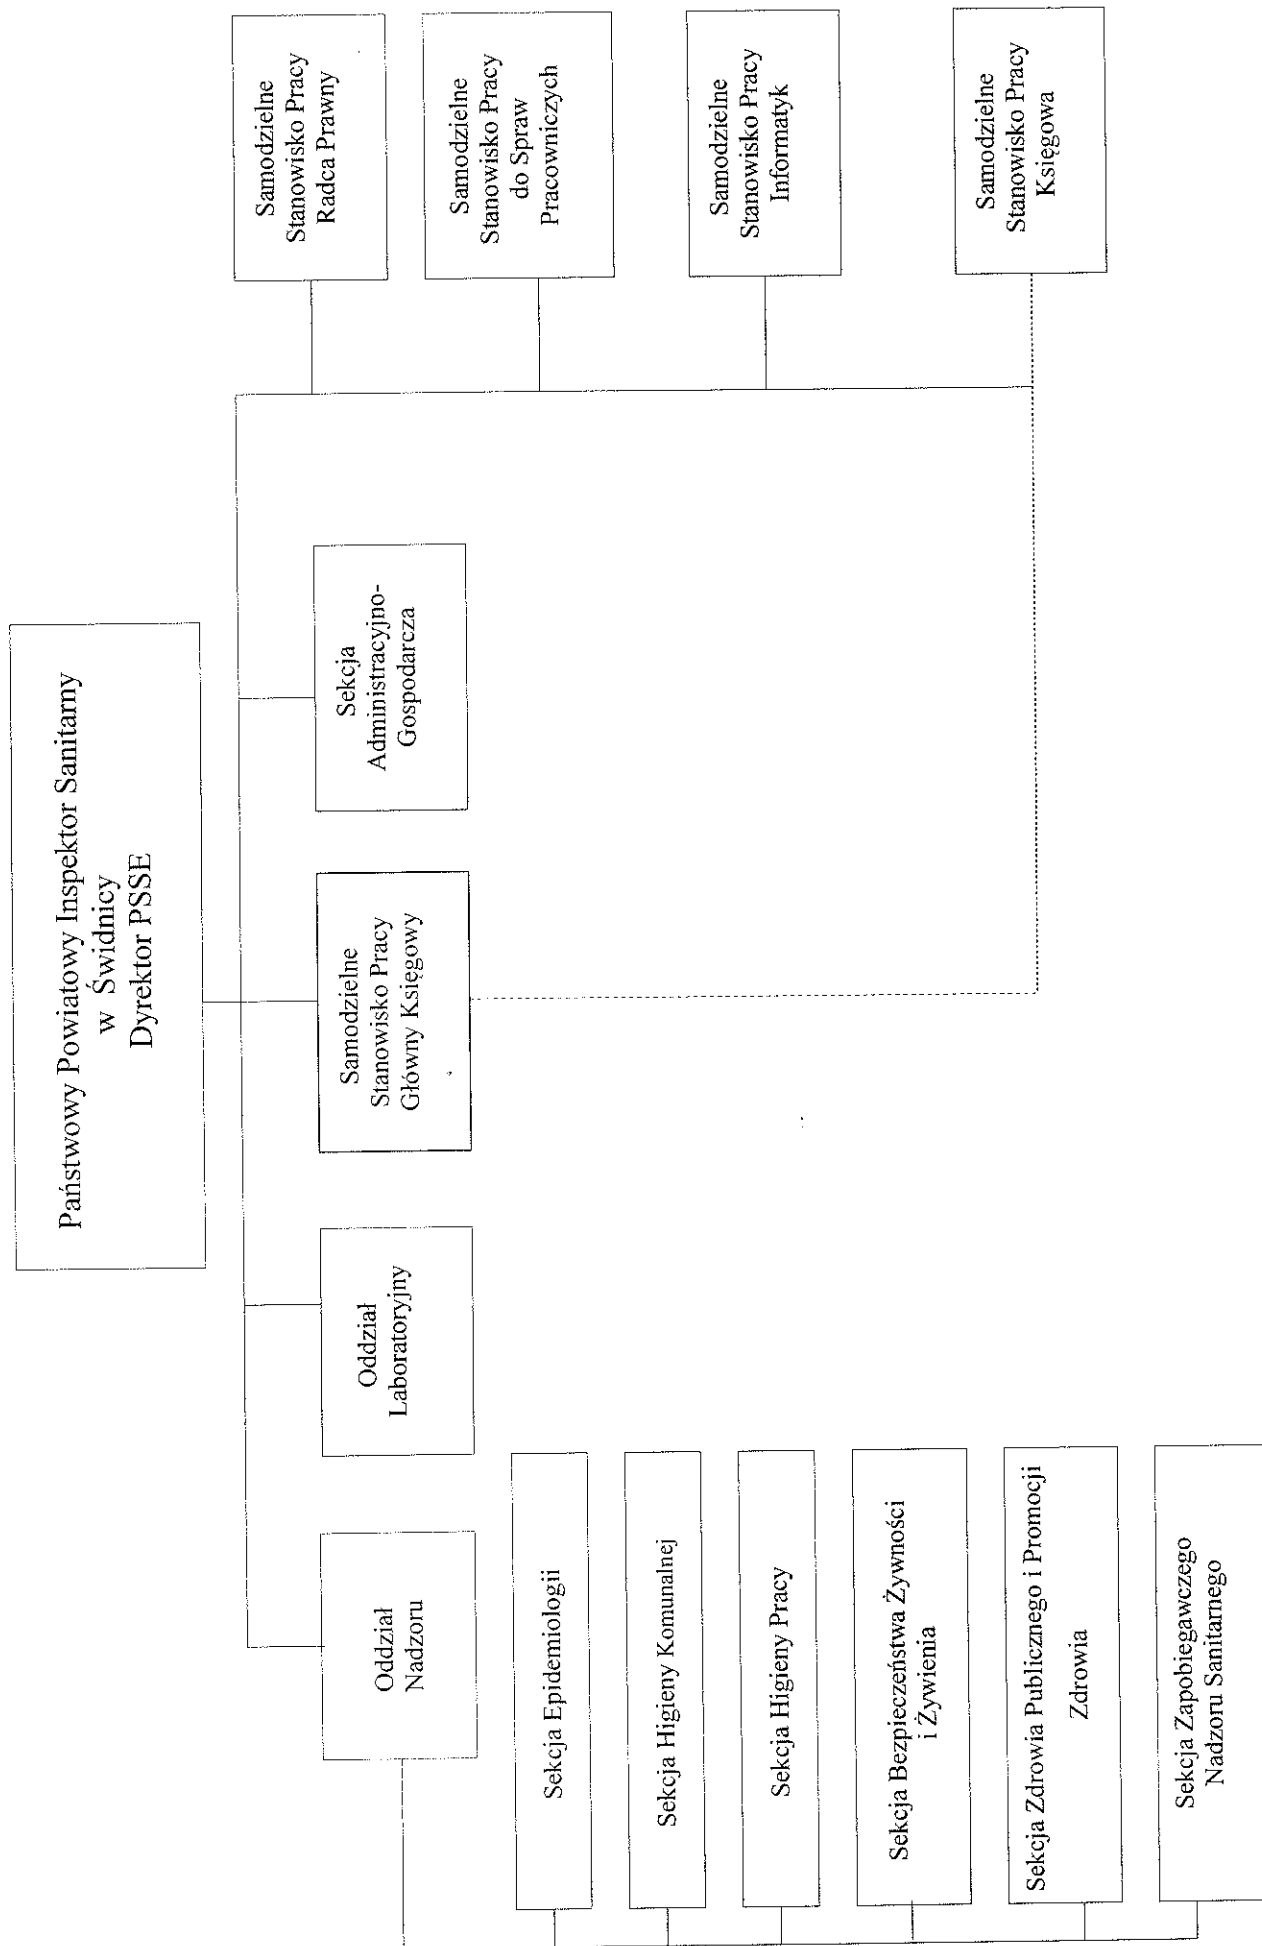 Państwowy Powiatowy Inspektor Sanitarny
w Świdnicy
Dyrektor PSSE
Oddział
Nadzoru
Oddział
Laboratoryjny
Samodzielne
Stanowisko Pracy
Główny Księgowy
Sekcja
Administracyjno-
Gospodarcza
Samodzielne
Stanowisko Pracy
Radca Prawny
Samodzielne
Stanowisko Pracy
do Spraw
Pracowniczych
Samodzielne
Stanowisko Pracy
Informatyk
Samodzielne
Stanowisko Pracy
Księgowa
Sekcja Epidemiologii
Sekcja Higieny Komunalnej
Sekcja Higieny Pracy
Sekcja Bezpieczeństwa Żywności
i Żywienia
Sekcja Zdrowia Publicznego i Promocji
Zdrowia
Sekcja Zapobiegawczego
Nadzoru Sanitarnego